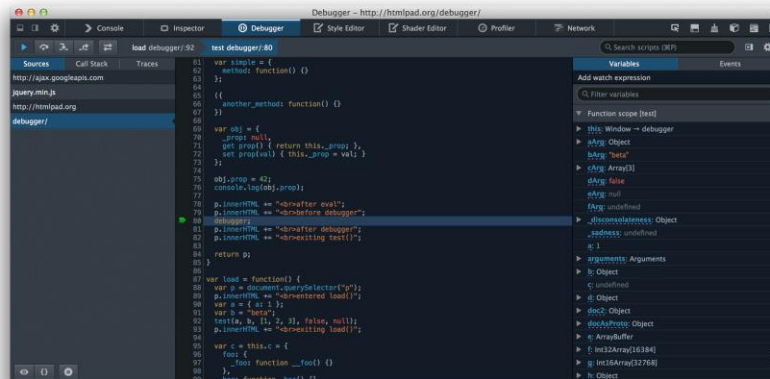 Debugger - http://htmlpad.org/debugger/
Console Inspector Debugger Style Editor Shader Editor Profiler Network
load debugger/:92 test debugger/:80 Search scripts (⌘P)
Sources Call Stack Traces
http://ajax.googleapis.com
jquery.min.js
http://htmlpad.org
debugger/
61 var simple = {
62 method: function() {}
63 };
64
65 ({
66 another_method: function() {}
67 })
68
69 var obj = {
70 _prop: null,
71 get prop() { return this._prop; },
72 set prop(val) { this._prop = val; }
73 };
74
75 obj.prop = 42;
76 console.log(obj.prop);
77
78 p.innerHTML += "<br>after eval";
79 p.innerHTML += "<br>before debugger";
80 debugger;
81 p.innerHTML += "<br>after debugger";
82 p.innerHTML += "<br>exiting test()";
83
84 return p;
85 }
86
87 var load = function() {
88 var p = document.querySelector("p");
89 p.innerHTML += "<br>entered load()";
90 var a = { a: 1 };
91 var b = "beta";
92 test(a, b, [1, 2, 3], false, null);
93 p.innerHTML += "<br>exiting load()";
94
95 var c = this.c = {
96 foo: {
97 _foo: function __foo() {}
98 },
Variables Events
Add watch expression
Filter variables
Function scope [test]
this: Window → debugger
aArg: Object
bArg: "beta"
cArg: Array[3]
dArg: false
eArg: null
fArg: undefined
_disconsolateness: Object
_sadness: undefined
a: 1
arguments: Arguments
b: Object
c: undefined
d: Object
doc2: Object
docAsProto: Object
e: ArrayBuffer
f: Int32Array[16384]
g: Int16Array[32768]
h: Object